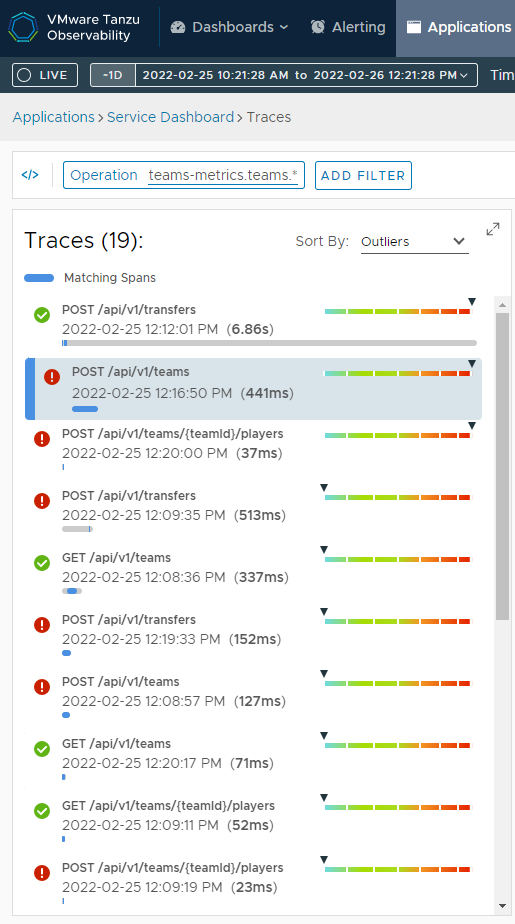 VMware Tanzu
Observability
Dashboards
Alerting
Applications
LIVE
-1D
2022-02-25 10:21:28 AM to 2022-02-26 12:21:28 PM
Tim
Applications > Service Dashboard > Traces
</>
Operation teams-metrics.teams.*
ADD FILTER
Traces (19):
Sort By: Outliers
Matching Spans
POST /api/v1/transfers
2022-02-25 12:12:01 PM (6.86s)
POST /api/v1/teams
2022-02-25 12:16:50 PM (441ms)
POST /api/v1/teams/{teamId}/players
2022-02-25 12:20:00 PM (37ms)
POST /api/v1/transfers
2022-02-25 12:09:35 PM (513ms)
GET /api/v1/teams
2022-02-25 12:08:36 PM (337ms)
POST /api/v1/transfers
2022-02-25 12:19:33 PM (152ms)
POST /api/v1/teams
2022-02-25 12:08:57 PM (127ms)
GET /api/v1/teams
2022-02-25 12:20:17 PM (71ms)
GET /api/v1/teams/{teamId}/players
2022-02-25 12:09:11 PM (52ms)
POST /api/v1/teams/{teamId}/players
2022-02-25 12:09:19 PM (23ms)